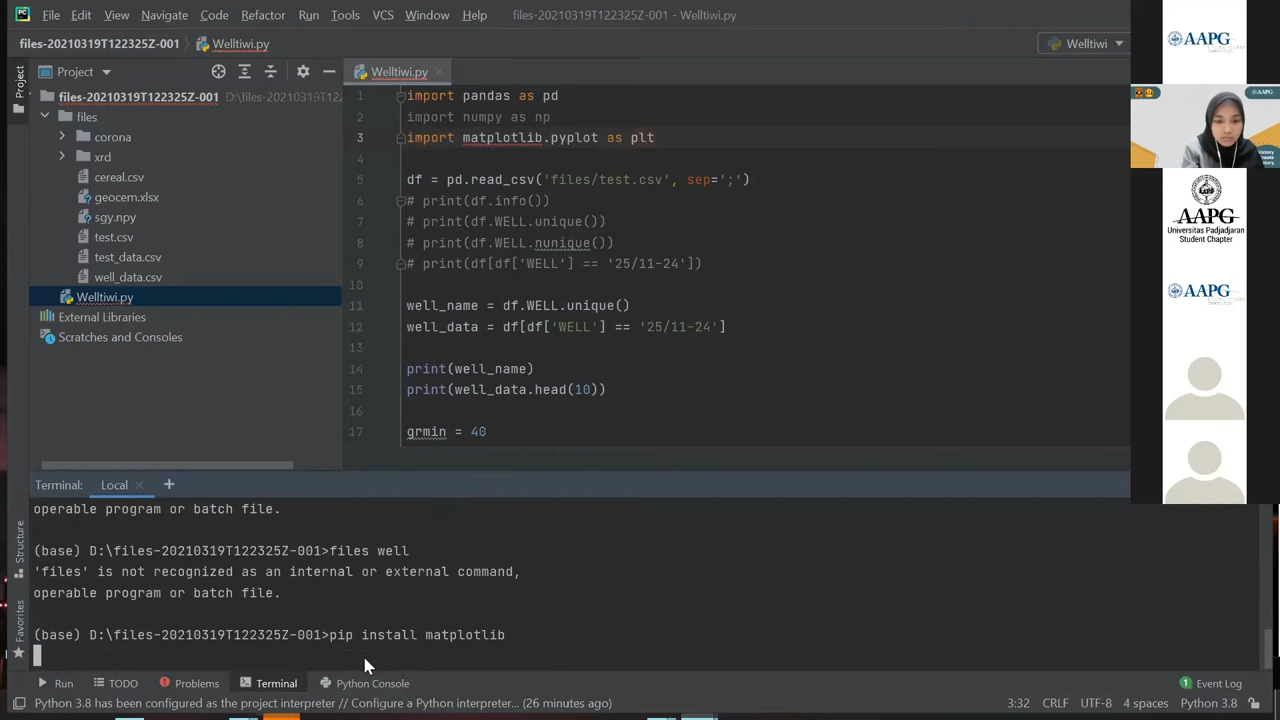 File Edit View Navigate Code Refactor Run Tools VCS Window Help files-20210319T122325Z-001 - Welltiwi.py
files-20210319T122325Z-001 Welltiwi.py Welltiwi
Project Welltiwi.py
files-20210319T122325Z-001 D:\files-20210319T122
files
corona
xrd
cereal.csv
geocem.xlsx
sgy.npy
test.csv
test_data.csv
well_data.csv
Welltiwi.py
External Libraries
Scratches and Consoles
1 import pandas as pd
2 import numpy as np
3 import matplotlib.pyplot as plt
4
5 df = pd.read_csv('files/test.csv', sep=';')
6 # print(df.info())
7 # print(df.WELL.unique())
8 # print(df.WELL.nunique())
9 # print(df[df['WELL'] == '25/11-24'])
10
11 well_name = df.WELL.unique()
12 well_data = df[df['WELL'] == '25/11-24']
13
14 print(well_name)
15 print(well_data.head(10))
16
17 grmin = 40
Project
Structure
Favorites
Terminal: Local
operable program or batch file.
(base) D:\files-20210319T122325Z-001>files well
'files' is not recognized as an internal or external command,
operable program or batch file.
(base) D:\files-20210319T122325Z-001>pip install matplotlib
Run TODO Problems Terminal Python Console 1 Event Log
Python 3.8 has been configured as the project interpreter // Configure a Python interpreter... (26 minutes ago) 3:32 CRLF UTF-8 4 spaces Python 3.8
AAPG
AAPG
AAPG
Universitas Padjadjaran
Student Chapter
AAPG